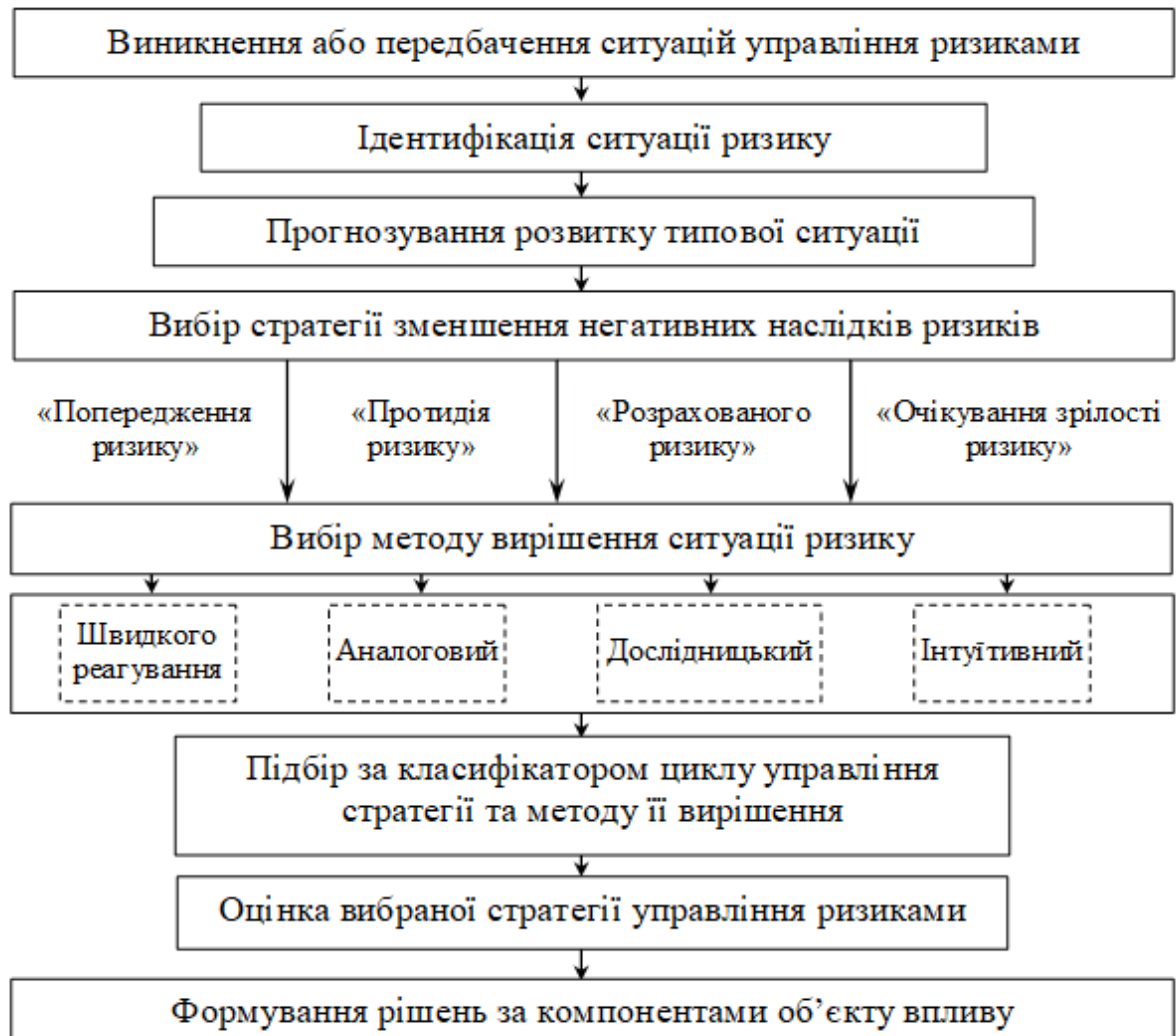 Виникнення або передбачення ситуацій управління ризиками
Ідентифікація ситуації ризику
Прогнозування розвитку типової ситуації
Вибір стратегії зменшення негативних наслідків ризиків
«Попередження
ризику»
«Протидія
ризику»
«Розрахованого
ризику»
«Очікування зрілості
ризику»
Вибір методу вирішення ситуації ризику
Швидкого
реагування
Аналоговий
Дослідницький
Інтуїтивний
Підбір за класифікатором циклу управління
стратегії та методу її вирішення
Оцінка вибраної стратегії управління ризиками
Формування рішень за компонентами об’єкту впливу